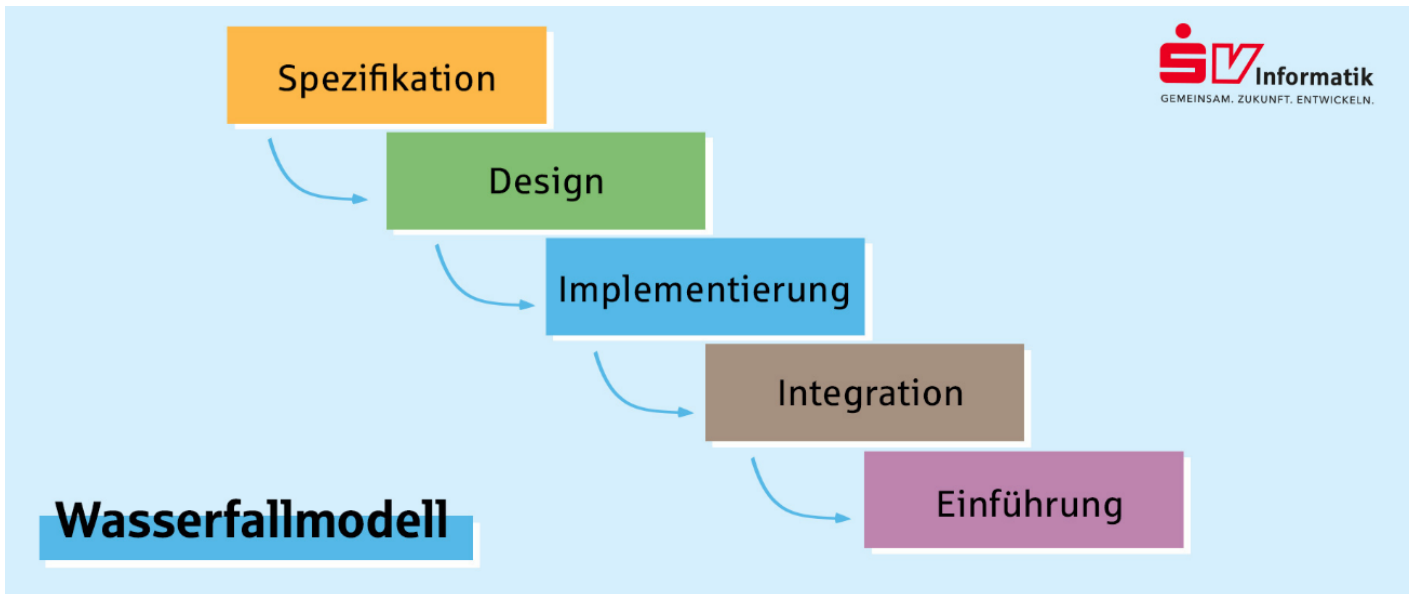 Spezifikation
SV Informatik
GEMEINSAM. ZUKUNFT. ENTWICKELN.
Design
Implementierung
Integration
Einführung
Wasserfallmodell